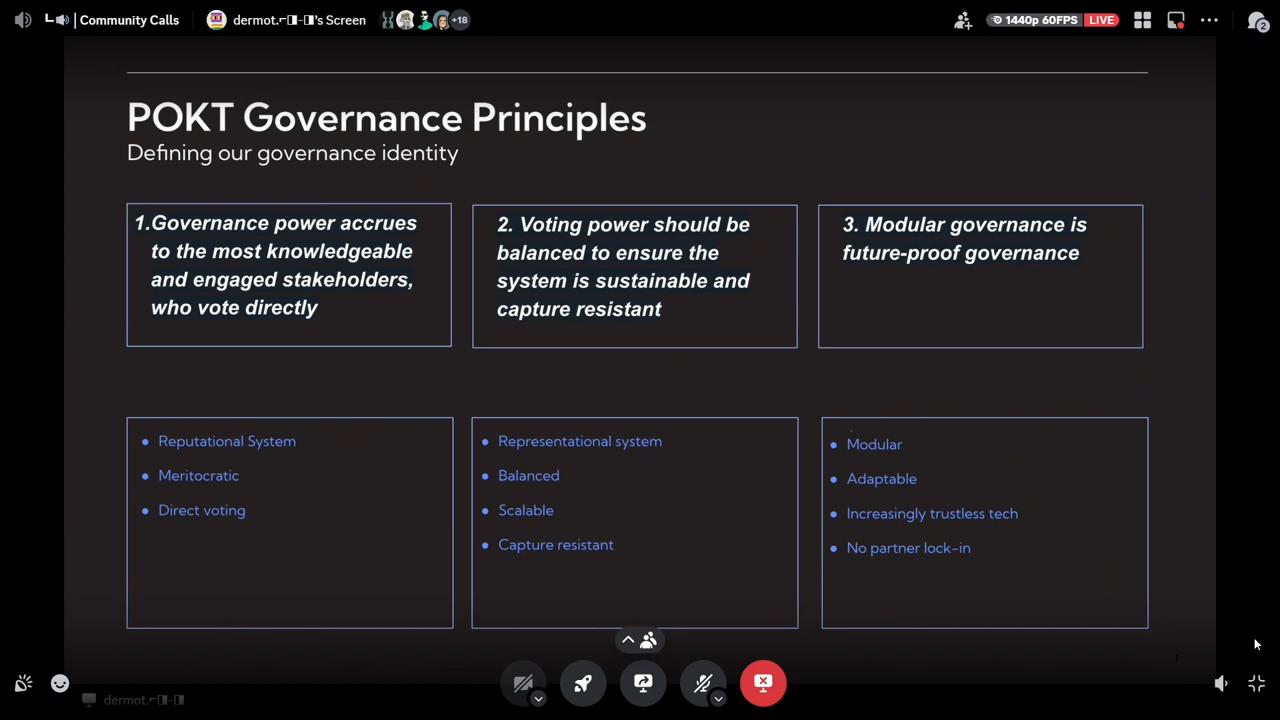 Community Calls
dermot.⌐◨-◨'s Screen
+18
1440p 60FPS
LIVE
2
POKT Governance Principles
Defining our governance identity
1.Governance power accrues
to the most knowledgeable
and engaged stakeholders,
who vote directly
2. Voting power should be
balanced to ensure the
system is sustainable and
capture resistant
3. Modular governance is
future-proof governance
• Reputational System
• Meritocratic
• Direct voting
• Representational system
• Balanced
• Scalable
• Capture resistant
• Modular
• Adaptable
• Increasingly trustless tech
• No partner lock-in
dermot.⌐◨-◨